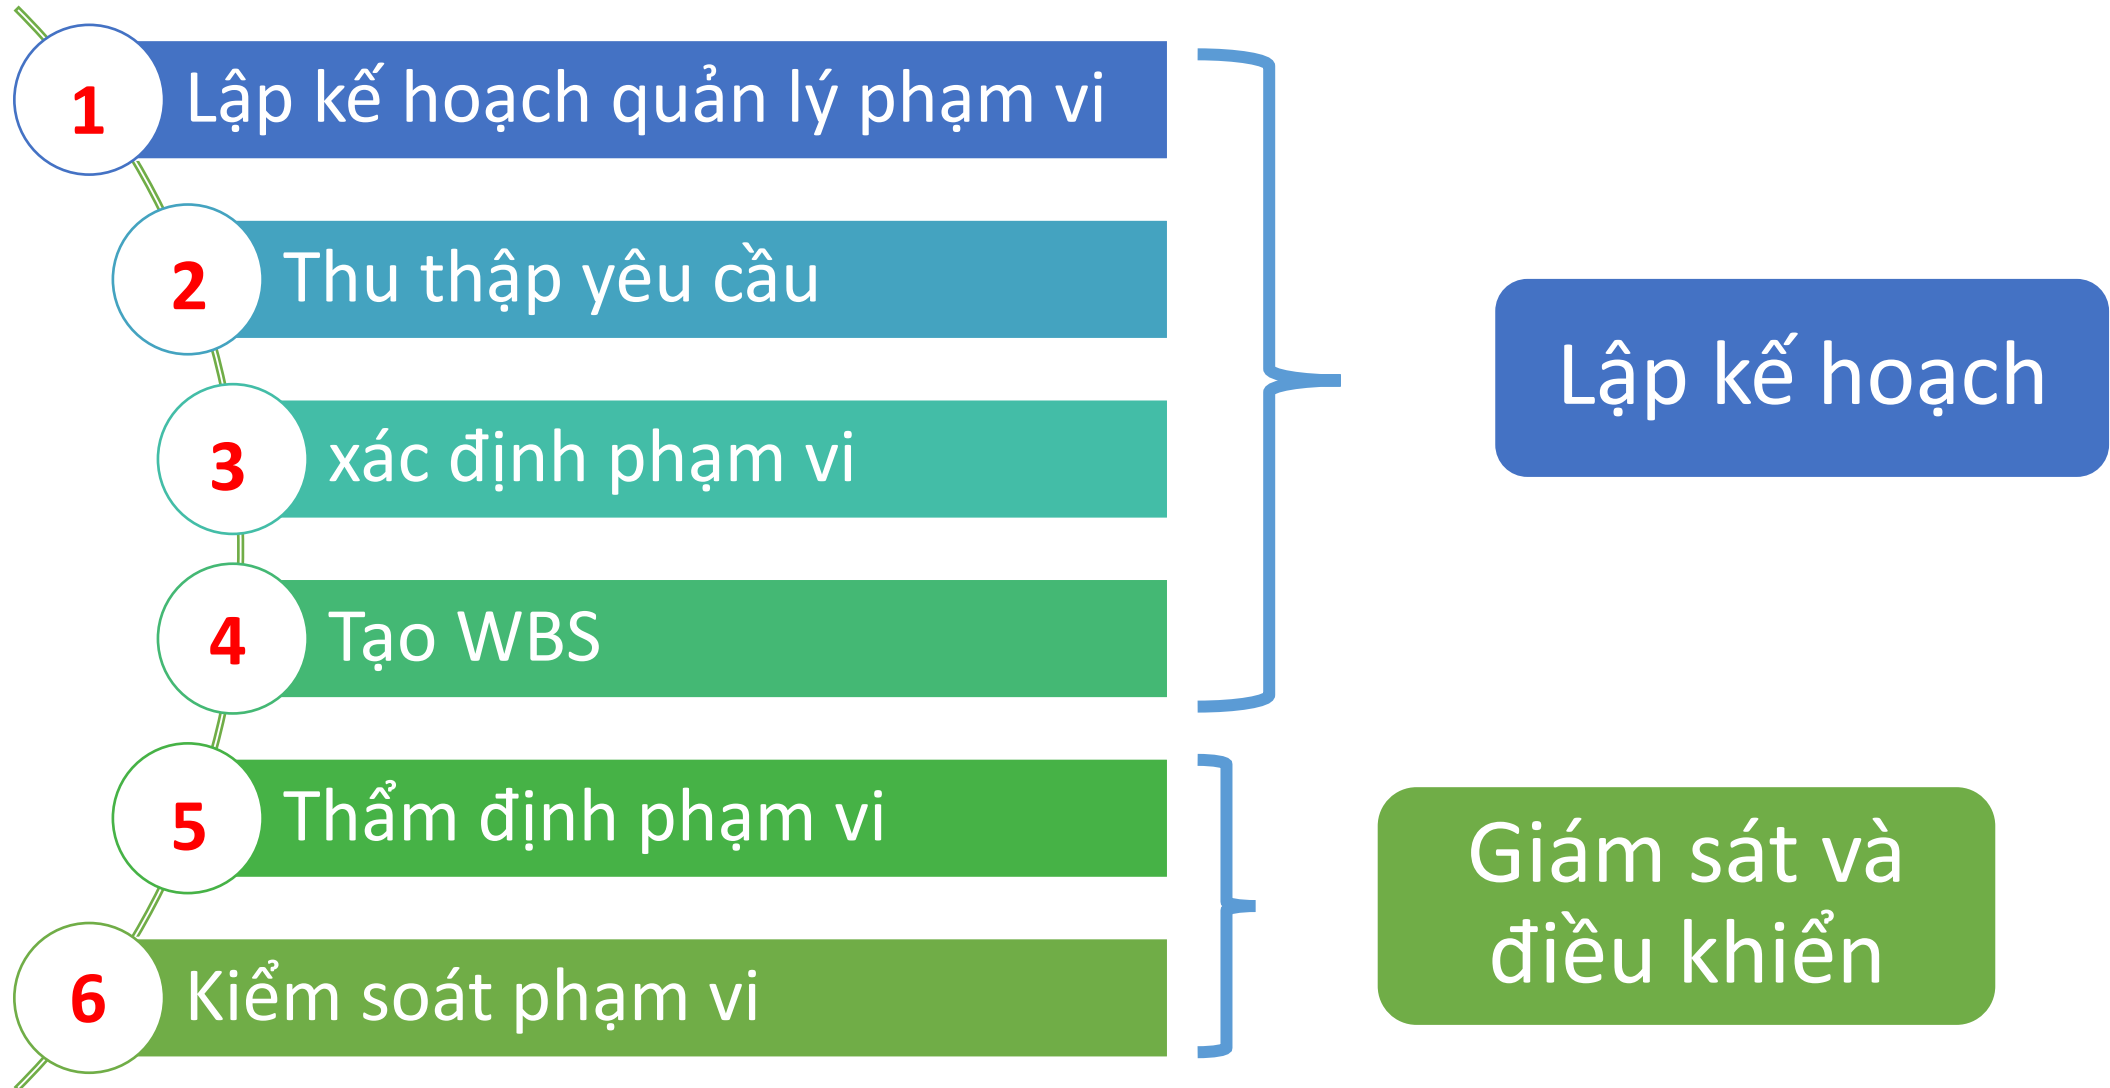 1
Lập kế hoạch quản lý phạm vi
2
Thu thập yêu cầu
3
xác định phạm vi
4
Tạo WBS
5
Thẩm định phạm vi
6
Kiểm soát phạm vi
Lập kế hoạch
Giám sát và
điều khiển